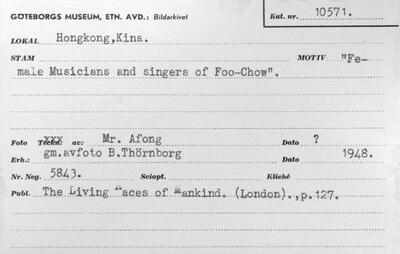 GÖTEBORGS MUSEUM, ETN. AVD.: Bildarkivet Kat. nr. 10571.
LOKAL Hongkong,Kina.
STAM MOTIV "Fe-
male Musicians and singers of Foo-Chow".
Foto Teckn. av: Mr. Afong Dato ?
Erh.: gm.avfoto B.Thörnborg Dato 1948.
Nr. Neg. 5843. Sciopt. Kliché
Publ. The Living Races of Mankind. (London).,p.127.